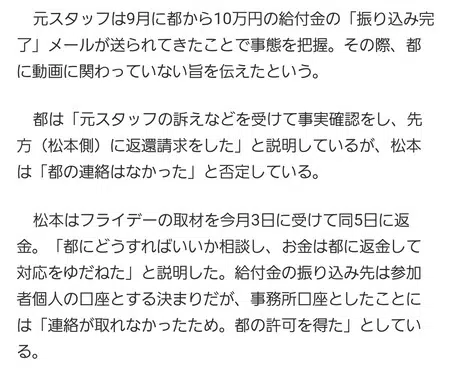 元スタッフは9月に都から10万円の給付金の「振り込み完
了」メールが送られてきたことで事態を把握。その際、都
に動画に関わっていない旨を伝えたという。
都は「元スタッフの訴えなどを受けて事実確認をし、先
方（松本側）に返還請求をした」と説明しているが、松本
は「都の連絡はなかった」と否定している。
松本はフライデーの取材を今月3日に受けて同5日に返
金。「都にどうすればいいか相談し、お金は都に返金して
対応をゆだねた」と説明した。給付金の振り込み先は参加
者個人の口座とする決まりだが、事務所口座としたことに
は「連絡が取れなかったため。都の許可を得た」としてい
る。